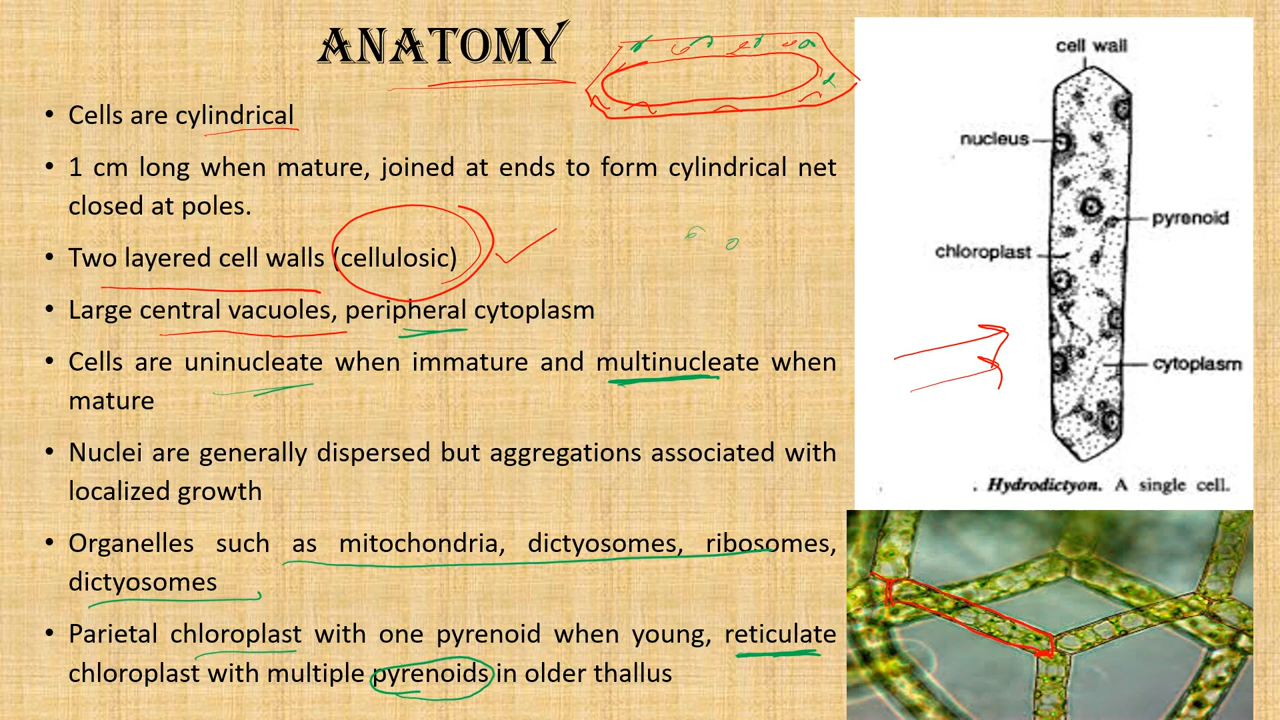 ANATOMY
• Cells are cylindrical
• 1 cm long when mature, joined at ends to form cylindrical net
closed at poles.
• Two layered cell walls (cellulosic)
• Large central vacuoles, peripheral cytoplasm
• Cells are uninucleate when immature and multinucleate when
mature
• Nuclei are generally dispersed but aggregations associated with
localized growth
• Organelles such as mitochondria, dictyosomes, ribosomes,
dictyosomes
• Parietal chloroplast with one pyrenoid when young, reticulate
chloroplast with multiple pyrenoids in older thallus
cell wall
nucleus
pyrenoid
chloroplast
cytoplasm
. Hydrodictyon. A single cell.